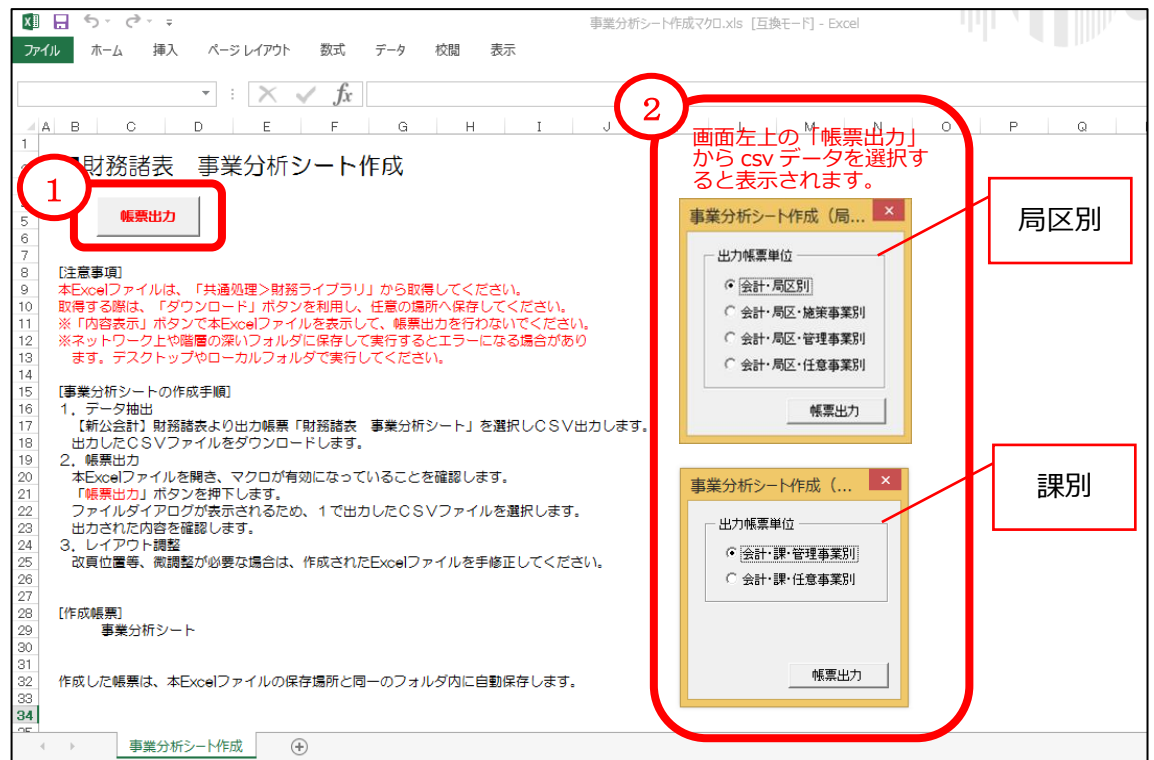 事業分析シート作成マクロ.xls [互換モード] - Excel
ファイル ホーム 挿入 ページ レイアウト 数式 データ 校閲 表示
fx
A B C D E F G H I J L M N O P Q
1
財務諸表 事業分析シート作成
①
帳票出力
5
6
7
8 [注意事項]
9 本Excelファイルは、「共通処理>財務ライブラリ」から取得してください。
10 取得する際は、「ダウンロード」ボタンを利用し、任意の場所へ保存してください。
11 ※「内容表示」ボタンで本Excelファイルを表示して、帳票出力を行わないでください。
12 ※ネットワーク上や階層の深いフォルダに保存して実行するとエラーになる場合があり
13 ます。デスクトップやローカルフォルダで実行してください。
14
15 [事業分析シートの作成手順]
16 1．データ抽出
17 【新公会計】財務諸表より出力帳票「財務諸表 事業分析シート」を選択しCSV出力します。
18 出力したCSVファイルをダウンロードします。
19 2．帳票出力
20 本Excelファイルを開き、マクロが有効になっていることを確認します。
21 「帳票出力」ボタンを押下します。
22 ファイルダイアログが表示されるため、1で出力したCSVファイルを選択します。
23 出力された内容を確認します。
24 3．レイアウト調整
25 改頁位置等、微調整が必要な場合は、作成されたExcelファイルを手修正してください。
26
27
28 [作成帳票]
29 事業分析シート
30
31
32 作成した帳票は、本Excelファイルの保存場所と同一のフォルダ内に自動保存します。
33
34
35
事業分析シート作成
②
画面左上の「帳票出力」
から csv データを選択す
ると表示されます。
事業分析シート作成（局...
出力帳票単位
会計・局区別
会計・局区・施策事業別
会計・局区・管理事業別
会計・局区・任意事業別
帳票出力
局区別
事業分析シート作成（...
出力帳票単位
会計・課・管理事業別
会計・課・任意事業別
帳票出力
課別